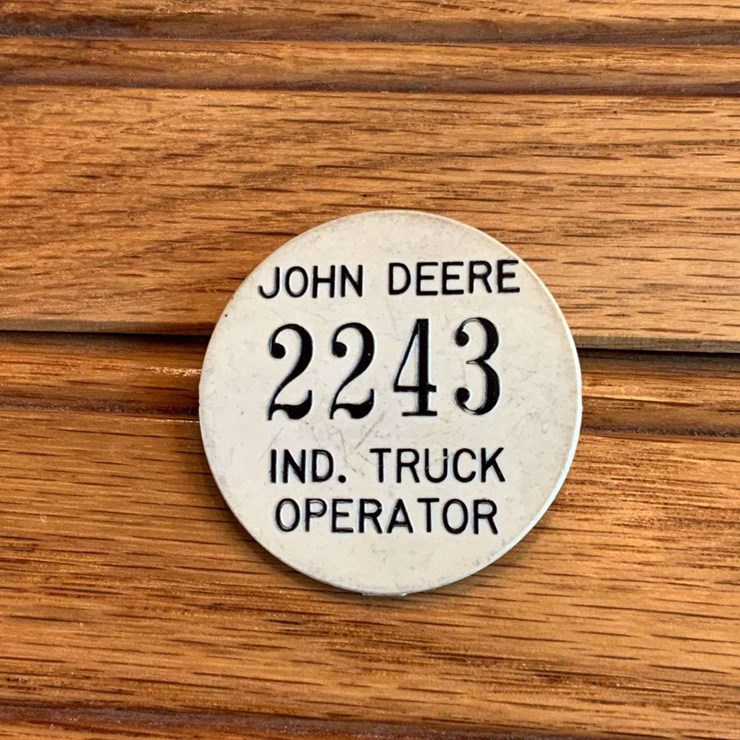 JOHN DEERE
2243
IND. TRUCK
OPERATOR